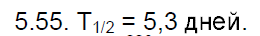 5.55. T1/2 = 5,3 дней.